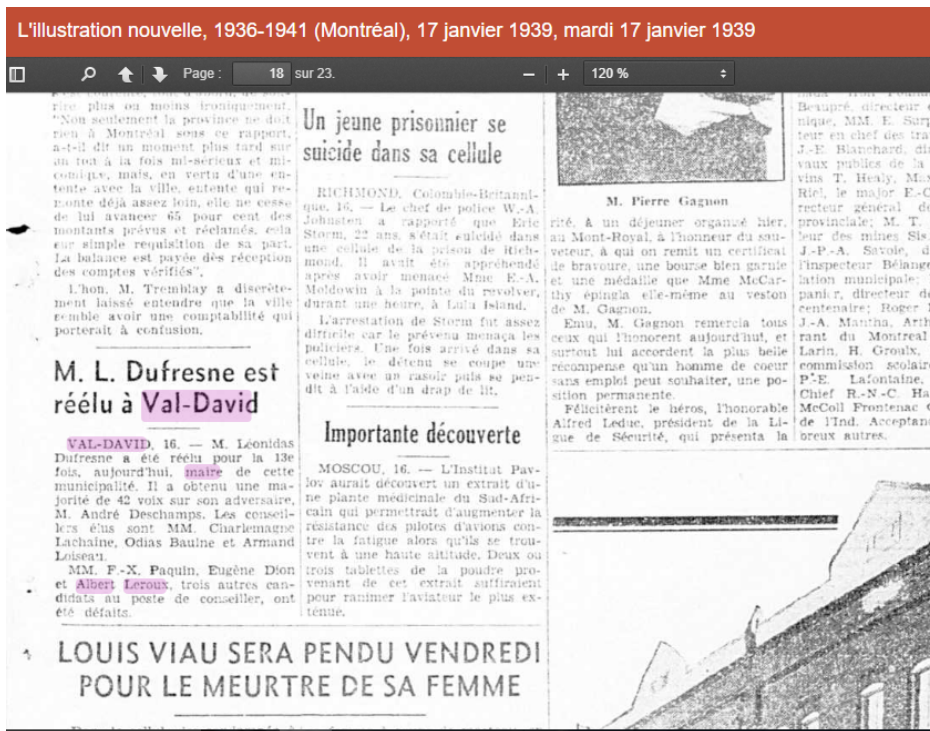 L'illustration nouvelle, 1936-1941 (Montréal), 17 janvier 1939, mardi 17 janvier 1939
Page : 18 sur 23.
120 %
rire plus ou moins ironiquement.
"Non seulement la province ne doit
rien à Montréal sous ce rapport,
a-t-il dit un moment plus tard sur
un ton à la fois mi-sérieux et mi-
comique, mais, en vertu d'une en-
tente avec la ville, entente qui re-
monte déjà assez loin, elle ne cesse
de lui avancer 65 pour cent des
montants prévus et réclamés, cela
sur simple requisition de sa part.
La balance est payée dès réception
des comptes vérifiés".
L'hon. M. Tremblay a discrète-
ment laissé entendre que la ville
semble avoir une comptabilité qui
porterait à confusion.
M. L. Dufresne est
réélu à Val-David
VAL-DAVID, 16. — M. Léonidas
Dufresne a été réélu pour la 13e
fois, aujourd'hui, maire de cette
municipalité. Il a obtenu une ma-
jorité de 42 voix sur son adversaire,
M. André Deschamps. Les conseil-
lers élus sont MM. Charlemagne
Lachaine, Odias Baulne et Armand
Loiseau.
MM. F.-X. Paquin, Eugène Dion
et Albert Leroux, trois autres can-
didats au poste de conseiller, ont
été défaits.
Un jeune prisonnier se
suicide dans sa cellule
RICHMOND, Colombie-Britanni-
que, 16. — Le chef de police W.-A.
Johnston a rapporté que Eric
Storm, 22 ans, s'était suicidé dans
une cellule de la prison de Rich-
mond. Il avait été appréhendé
après avoir menacé Mme E.-A.
Moldowin à la pointe du revolver,
durant une heure, à Lulu Island.
L'arrestation de Storm fut assez
difficile car le prévenu menaça les
policiers. Une fois arrivé dans sa
cellule, le détenu se coupe une
veine avec un rasoir puis se pen-
dit à l'aide d'un drap de lit.
Importante découverte
MOSCOU, 16. — L'Institut Pav-
lov aurait découvert un extrait d'u-
ne plante médicinale du Sud-Afri-
cain qui permettrait d'augmenter la
résistance des pilotes d'avions con-
tre la fatigue alors qu'ils se trou-
vent à une haute altitude. Deux ou
trois tablettes de la poudre pro-
venant de cet extrait suffiraient
pour ranimer l'aviateur le plus ex-
ténué.
M. Pierre Gagnon
rité, à un déjeuner organisé hier,
au Mont-Royal, à l'honneur du sau-
veteur, à qui on remit un certificat
de bravoure, une bourse bien garnie
et une médaille que Mme McCar-
thy épingla elle-même au veston
de M. Gagnon.
Emu, M. Gagnon remercia tous
ceux qui l'honorent aujourd'hui, et
surtout lui accordent la plus belle
récompense qu'un homme de coeur
sans emploi peut souhaiter, une po-
sition permanente.
Félicitèrent le héros, l'honorable
Alfred Leduc, président de la Li-
gue de Sécurité, qui présenta la
Beaupré, directeur
nique, MM. E. Surp
teur en chef des tra
J.-E. Blanchard, di
vaux publics de la
vins T. Healy, Max
Riel, le major E.-C
recteur général de
provinciale; M. T.
teur des mines Sis.
J.-P.-A. Savoie, d
l'inspecteur Bélange
lation municipale;
panier, directeur d
centenaire; Roger
J.-A. Mantha, Arth
rant du Montreal
Larin, H. Groulx,
commission scolair
P.-E. Lafontaine,
Chief R.-N.-C. Ha
McColl Frontenac
de l'Ind. Acceptan
breux autres.
LOUIS VIAU SERA PENDU VENDREDI
POUR LE MEURTRE DE SA FEMME